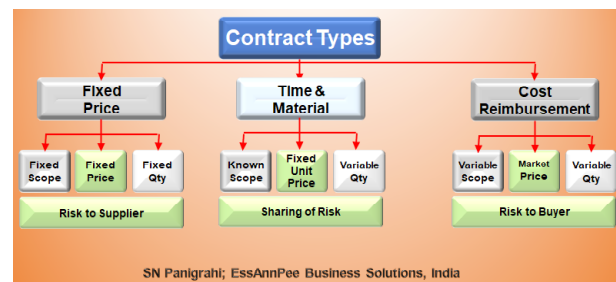 Contract Types
Fixed
Price
Time &
Material
Cost
Reimbursement
Fixed
Scope
Fixed
Price
Fixed
Qty
Known
Scope
Fixed
Unit
Price
Variable
Qty
Variable
Scope
Market
Price
Variable
Qty
Risk to Supplier
Sharing of Risk
Risk to Buyer
SN Panigrahi; EssAnnPee Business Solutions, India